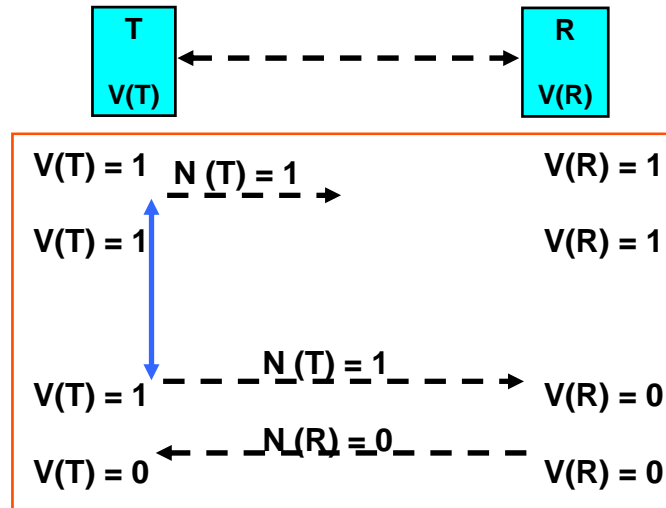 T R
V(T) V(R)
V(T) = 1 N (T) = 1 V(R) = 1
V(T) = 1 V(R) = 1
N (T) = 1
V(T) = 1 V(R) = 0
N (R) = 0
V(T) = 0 V(R) = 0